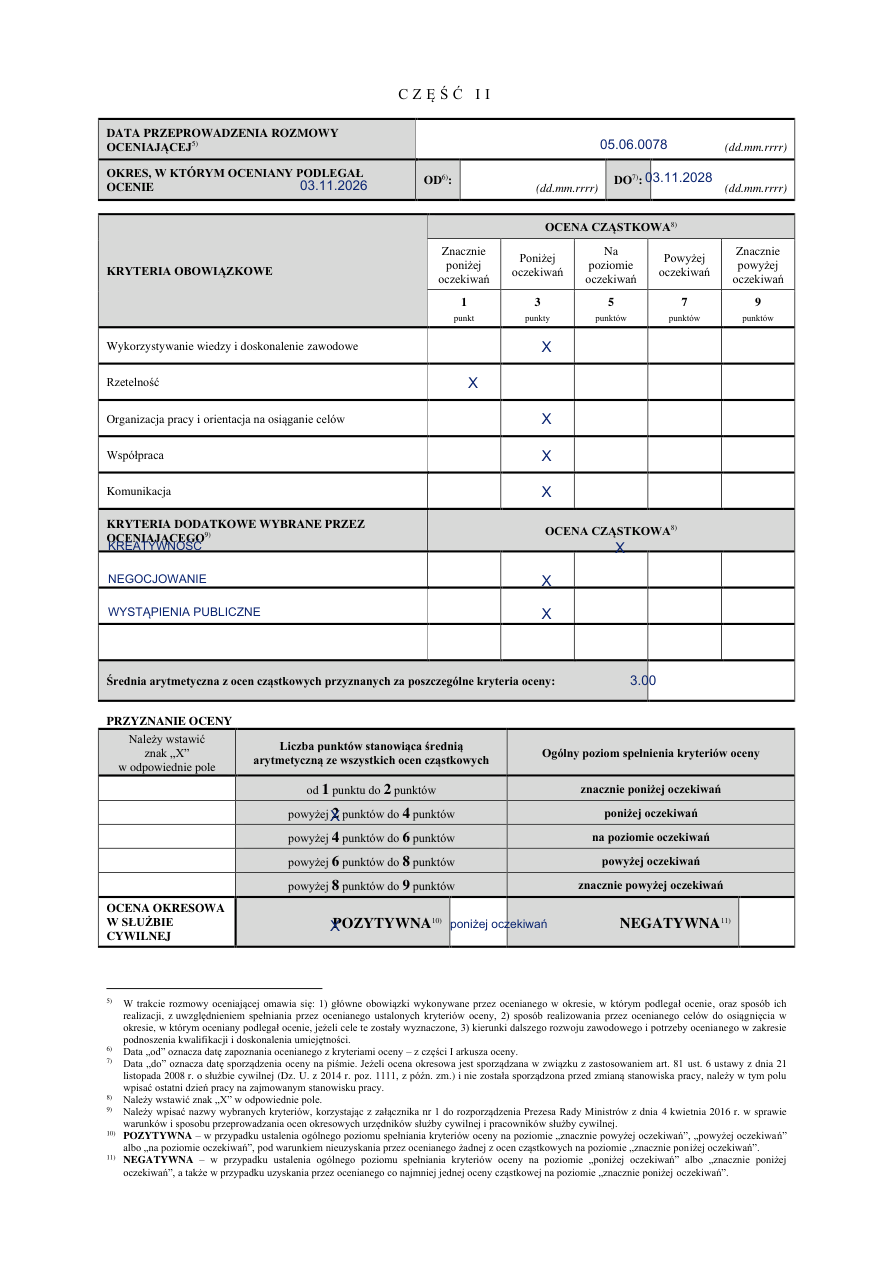 CZĘŚĆ II
DATA PRZEPROWADZENIA ROZMOWY
OCENIAJĄCEJ5)
05.06.0078
(dd.mm.rrrr)
OKRES, W KTÓRYM OCENIANY PODLEGAŁ
OCENIE
03.11.2026
OD6):
(dd.mm.rrrr)
DO7):
03.11.2028
(dd.mm.rrrr)
KRYTERIA OBOWIĄZKOWE
OCENA CZĄSTKOWA8)
Znacznie
poniżej
oczekiwań
Poniżej
oczekiwań
Na
poziomie
oczekiwań
Powyżej
oczekiwań
Znacznie
powyżej
oczekiwań
1
punkt
3
punkty
5
punktów
7
punktów
9
punktów
Wykorzystywanie wiedzy i doskonalenie zawodowe X
Rzetelność X
Organizacja pracy i orientacja na osiąganie celów X
Współpraca X
Komunikacja X
KRYTERIA DODATKOWE WYBRANE PRZEZ
OCENIAJĄCEGO9)
OCENA CZĄSTKOWA8)
KREATYWNOŚĆ X
NEGOCJOWANIE X
WYSTĄPIENIA PUBLICZNE X
Średnia arytmetyczna z ocen cząstkowych przyznanych za poszczególne kryteria oceny: 3.00
PRZYZNANIE OCENY
Należy wstawić
znak „X”
w odpowiednie pole
Liczba punktów stanowiąca średnią
arytmetyczną ze wszystkich ocen cząstkowych
Ogólny poziom spełnienia kryteriów oceny
od 1 punktu do 2 punktów znacznie poniżej oczekiwań
powyżej 2 punktów do 4 punktów poniżej oczekiwań
X
powyżej 4 punktów do 6 punktów na poziomie oczekiwań
powyżej 6 punktów do 8 punktów powyżej oczekiwań
powyżej 8 punktów do 9 punktów znacznie powyżej oczekiwań
OCENA OKRESOWA
W SŁUŻBIE
CYWILNEJ
X
POZYTYWNA10)
poniżej oczekiwań
NEGATYWNA11)
5) W trakcie rozmowy oceniającej omawia się: 1) główne obowiązki wykonywane przez ocenianego w okresie, w którym podlegał ocenie, oraz sposób ich
realizacji, z uwzględnieniem spełniania przez ocenianego ustalonych kryteriów oceny, 2) sposób realizowania przez ocenianego celów do osiągnięcia w
okresie, w którym oceniany podlegał ocenie, jeżeli cele te zostały wyznaczone, 3) kierunki dalszego rozwoju zawodowego i potrzeby ocenianego w zakresie
podnoszenia kwalifikacji i doskonalenia umiejętności.
6) Data „od” oznacza datę zapoznania ocenianego z kryteriami oceny – z części I arkusza oceny.
7) Data „do” oznacza datę sporządzenia oceny na piśmie. Jeżeli ocena okresowa jest sporządzana w związku z zastosowaniem art. 81 ust. 6 ustawy z dnia 21
listopada 2008 r. o służbie cywilnej (Dz. U. z 2014 r. poz. 1111, z późn. zm.) i nie została sporządzona przed zmianą stanowiska pracy, należy w tym polu
wpisać ostatni dzień pracy na zajmowanym stanowisku pracy.
8) Należy wstawić znak „X” w odpowiednie pole.
9) Należy wpisać nazwy wybranych kryteriów, korzystając z załącznika nr 1 do rozporządzenia Prezesa Rady Ministrów z dnia 4 kwietnia 2016 r. w sprawie
warunków i sposobu przeprowadzania ocen okresowych urzędników służby cywilnej i pracowników służby cywilnej.
10) POZYTYWNA – w przypadku ustalenia ogólnego poziomu spełniania kryteriów oceny na poziomie „znacznie powyżej oczekiwań”, „powyżej oczekiwań”
albo „na poziomie oczekiwań”, pod warunkiem nieuzyskania przez ocenianego żadnej z ocen cząstkowych na poziomie „znacznie poniżej oczekiwań”.
11) NEGATYWNA – w przypadku ustalenia ogólnego poziomu spełniania kryteriów oceny na poziomie „poniżej oczekiwań” albo „znacznie poniżej
oczekiwań”, a także w przypadku uzyskania przez ocenianego co najmniej jednej oceny cząstkowej na poziomie „znacznie poniżej oczekiwań”.